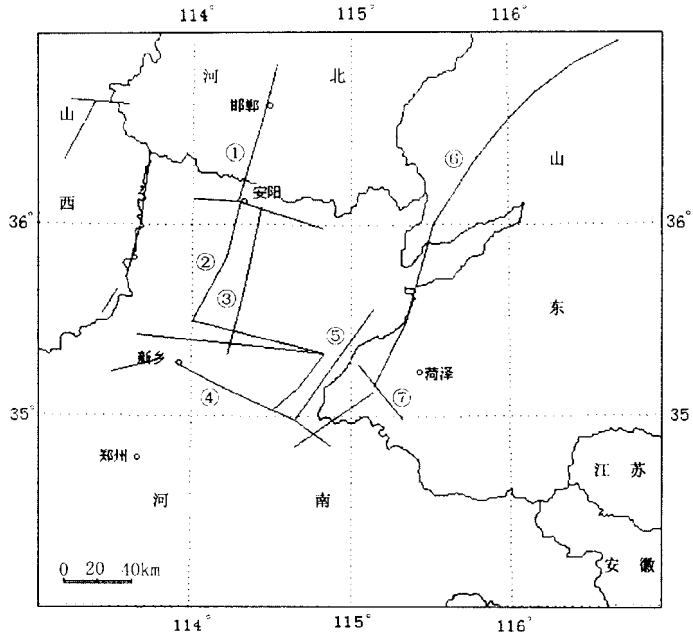 114° 115° 116°
河 北
邯郸
山
① ⑥ 山
安阳
西
36° 36°
②
③ 东
⑤
新乡
菏泽
④ ⑦
35° 35°
郑州
江 苏
河 南
0 20 40km
安 徽
114° 115° 116°